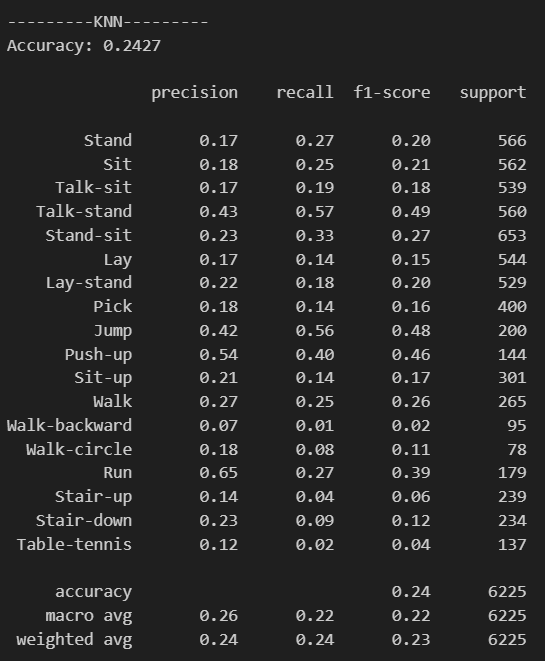 ---------KNN---------
Accuracy: 0.2427
precision recall f1-score support
Stand 0.17 0.27 0.20 566
Sit 0.18 0.25 0.21 562
Talk-sit 0.17 0.19 0.18 539
Talk-stand 0.43 0.57 0.49 560
Stand-sit 0.23 0.33 0.27 653
Lay 0.17 0.14 0.15 544
Lay-stand 0.22 0.18 0.20 529
Pick 0.18 0.14 0.16 400
Jump 0.42 0.56 0.48 200
Push-up 0.54 0.40 0.46 144
Sit-up 0.21 0.14 0.17 301
Walk 0.27 0.25 0.26 265
Walk-backward 0.07 0.01 0.02 95
Walk-circle 0.18 0.08 0.11 78
Run 0.65 0.27 0.39 179
Stair-up 0.14 0.04 0.06 239
Stair-down 0.23 0.09 0.12 234
Table-tennis 0.12 0.02 0.04 137
accuracy 0.24 6225
macro avg 0.26 0.22 0.22 6225
weighted avg 0.24 0.24 0.23 6225